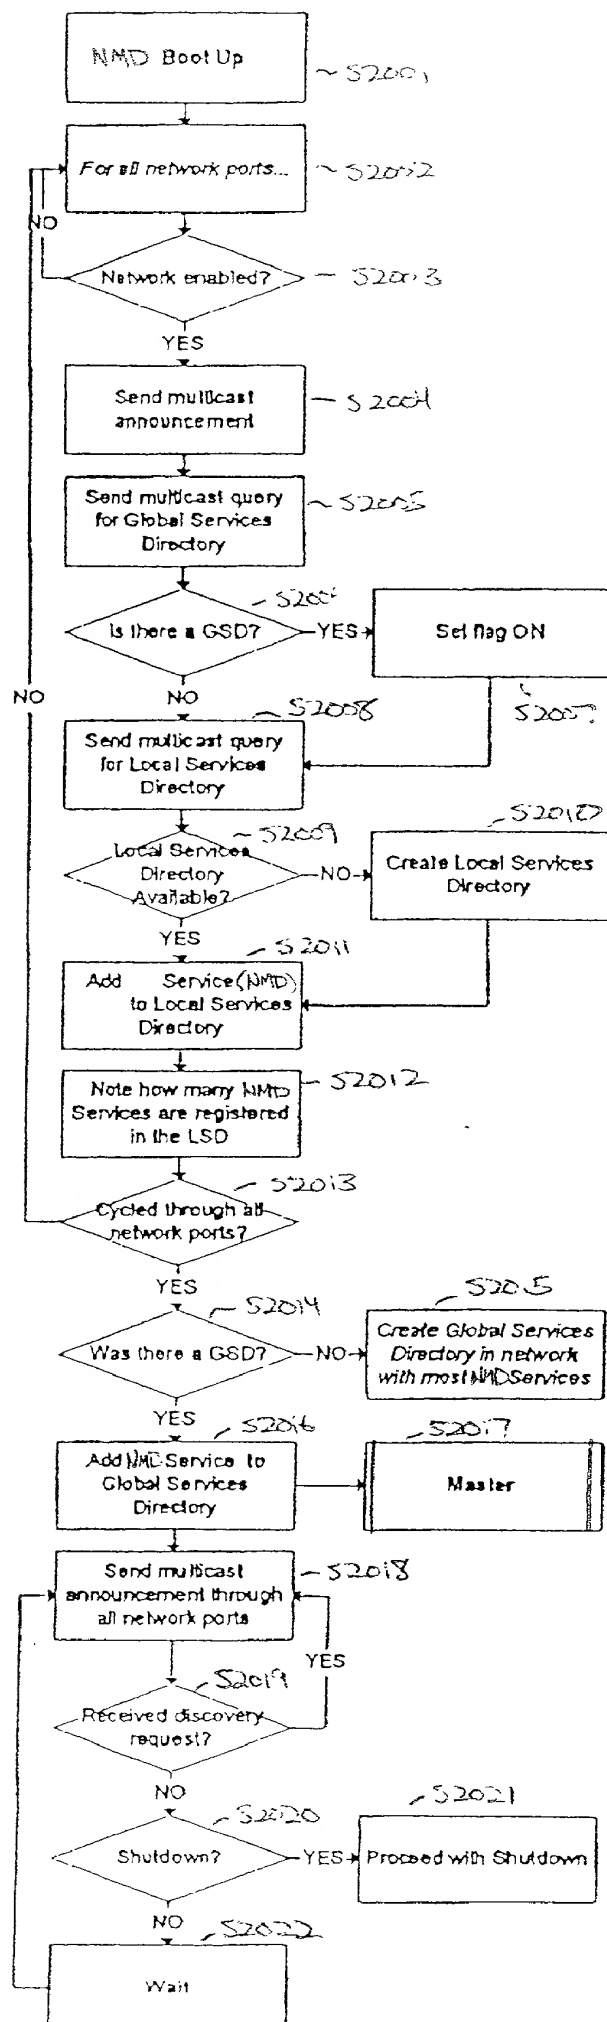 NMD Boot Up
S2001
For all network ports...
S2002
NO
Network enabled?
S2003
YES
Send multicast
announcement
S2004
Send multicast query
for Global Services
Directory
S2005
Is there a GSD?
YES
Set flag ON
NO
NO
S2008
Send multicast query
for Local Services
Directory
S2009
Local Services
Directory
Available?
NO
S2010
Create Local Services
Directory
YES
S2011
Add Service (NMD)
to Local Services
Directory
Note how many NMD
Services are registered
in the LSD
S2012
S2013
Cycled through all
network ports?
YES
S2014
Was there a GSD?
NO
S2015
Create Global Services
Directory in network
with most NMD Services
YES
S2016
Add NMD Service to
Global Services
Directory
S2017
Master
Send multicast
announcement through
all network ports
S2018
YES
S2019
Received discovery
request?
NO
S2020
Shutdown?
YES
S2021
Proceed with Shutdown
NO
S2022
Wait